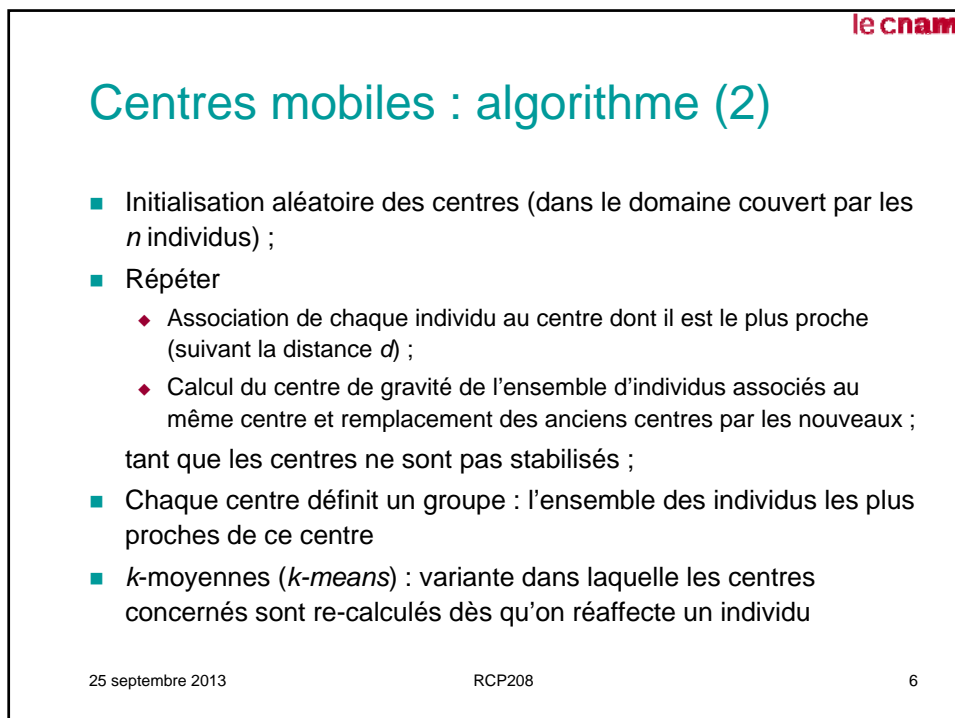 le cnam
Centres mobiles : algorithme (2)
Initialisation aléatoire des centres (dans le domaine couvert par les
n individus) ;
Répéter
Association de chaque individu au centre dont il est le plus proche
(suivant la distance d) ;
Calcul du centre de gravité de l'ensemble d'individus associés au
même centre et remplacement des anciens centres par les nouveaux ;
tant que les centres ne sont pas stabilisés ;
Chaque centre définit un groupe : l'ensemble des individus les plus
proches de ce centre
k-moyennes (k-means) : variante dans laquelle les centres
concernés sont re-calculés dès qu'on réaffecte un individu
25 septembre 2013
RCP208
6